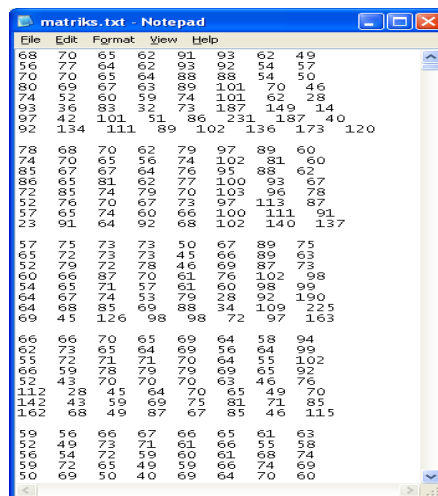 matriks.txt - Notepad
File Edit Format View Help
68 70 65 62 91 93 62 49
56 77 64 62 93 92 54 57
70 70 65 64 88 88 54 50
80 69 67 63 89 101 70 46
74 52 60 59 74 101 62 28
93 36 83 32 73 187 149 14
97 42 101 51 86 231 187 40
92 134 111 89 102 136 173 120
78 68 70 62 79 97 89 60
74 70 65 56 74 102 81 60
85 67 67 64 76 95 88 62
86 65 81 62 77 100 93 67
72 85 74 79 70 103 96 78
52 76 70 67 73 97 113 87
57 65 74 60 66 100 111 91
23 91 64 92 68 102 140 137
57 75 73 73 50 67 89 75
65 72 73 73 45 66 89 63
52 79 72 78 46 69 87 73
60 66 87 70 61 76 102 98
54 65 71 57 61 60 98 99
64 67 74 53 79 28 92 190
64 68 85 69 88 34 109 225
69 45 126 98 98 72 97 163
66 66 70 65 69 64 58 94
62 73 65 64 69 56 64 99
55 72 71 71 70 64 55 102
66 59 78 79 79 69 65 92
52 43 70 70 70 63 46 76
112 28 45 64 70 65 49 70
142 43 59 69 75 81 71 85
162 68 49 87 67 85 46 115
59 56 66 67 66 65 61 63
52 49 73 71 61 66 55 58
56 54 72 59 60 61 68 74
59 72 65 49 59 66 74 69
50 69 50 40 69 64 70 60